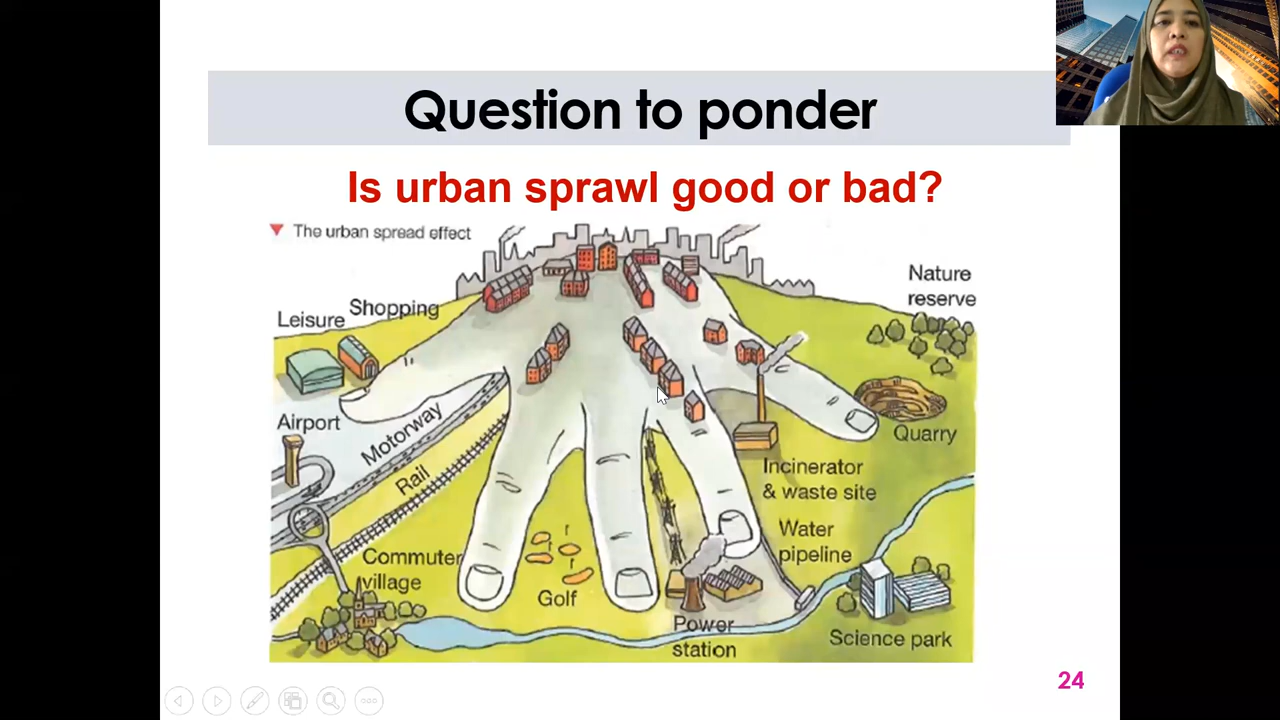 Question to ponder
Is urban sprawl good or bad?
The urban spread effect
Nature
reserve
Shopping
Leisure
Airport
Motorway
Quarry
Rail
Incinerator
& waste site
Water
pipeline
Commuter
village
Golf
Power
station
Science park
24